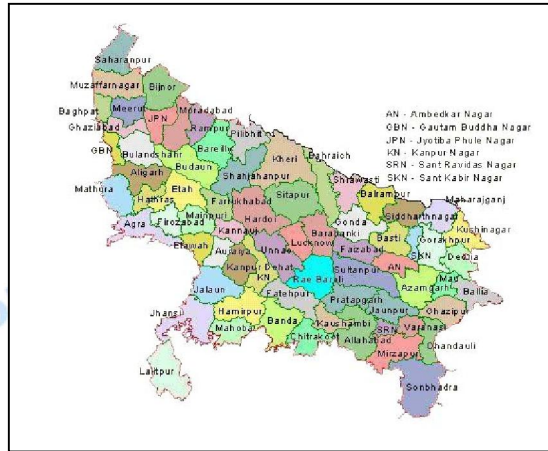 Saharanpur
Muzaffarnagar
Bijnor
Baghpat
Meerut
Moradabad
Ghaziabad
JPN
Rampur
Pilibhit
GBN
Bulandshahr
Bareilly
Kheri
Bahraich
Aligarh
Budaun
Shahjahanpur
Shrawasti
Balrampur
Maharajganj
Mathura
Hathras
Etah
Farrukhabad
Sitapur
Gonda
Siddharthnagar
Agra
Firozabad
Mainpuri
Hardoi
Barabanki
Basti
Gorakhpur
Kushinagar
Etawah
Kannauj
Lucknow
Faizabad
SKN
Deoria
Auraiya
Unnao
Kanpur Dehat
KN
Rae Bareli
Sultanpur
AN
Mau
Jalaun
Fatehpur
Pratapgarh
Azamgarh
Ballia
Jhansi
Hamirpur
Banda
Kaushambi
Jaunpur
Ghazipur
Mahoba
Chitrakoot
Allahabad
SRN
Varanasi
Mirzapur
Chandauli
Lalitpur
Sonbhadra
AN - Ambedkar Nagar
GBN - Gautam Buddha Nagar
JPN - Jyotiba Phule Nagar
KN - Kanpur Nagar
SRN - Sant Ravidas Nagar
SKN - Sant Kabir Nagar